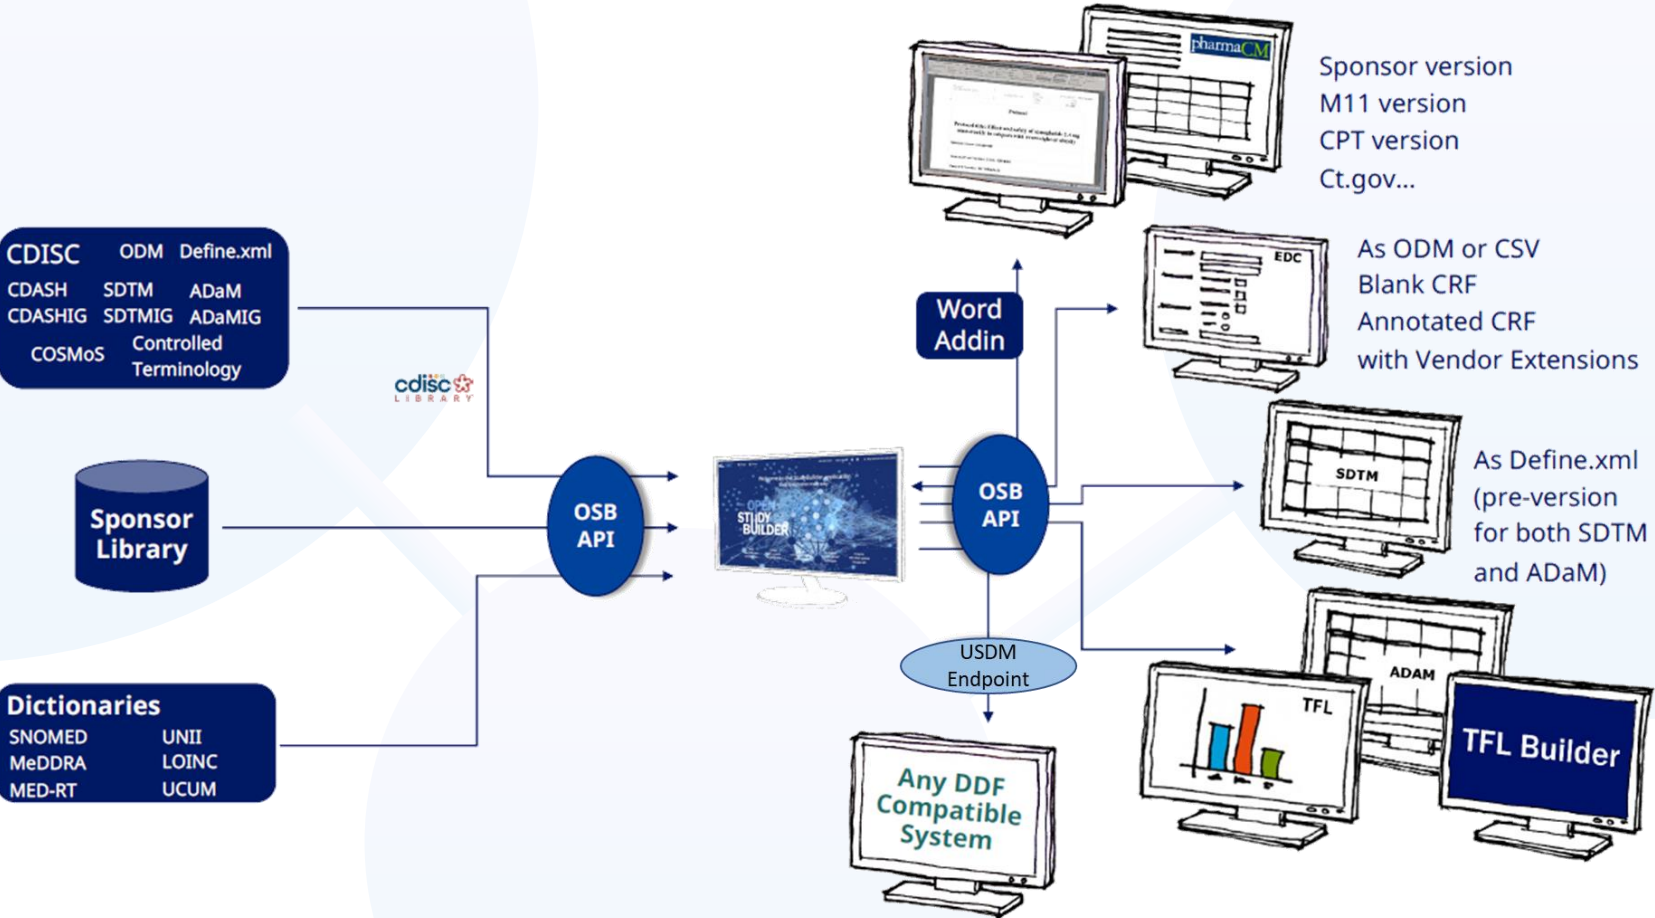 CDISC ODM Define.xml
CDASH SDTM ADaM
CDASHIG SDTMIG ADaMIG
COSMoS Controlled
Terminology
cdisc
LIBRARY
Sponsor
Library
Dictionaries
SNOMED UNII
MeDDRA LOINC
MED-RT UCUM
OSB
API
OPEN
STUDY
BUILDER
OSB
API
Word
Addin
USDM
Endpoint
Any DDF
Compatible
System
Protocol
pharmaCM
Sponsor version
M11 version
CPT version
Ct.gov...
EDC
As ODM or CSV
Blank CRF
Annotated CRF
with Vendor Extensions
SDTM
As Define.xml
(pre-version
for both SDTM
and ADaM)
ADAM
TFL
TFL Builder